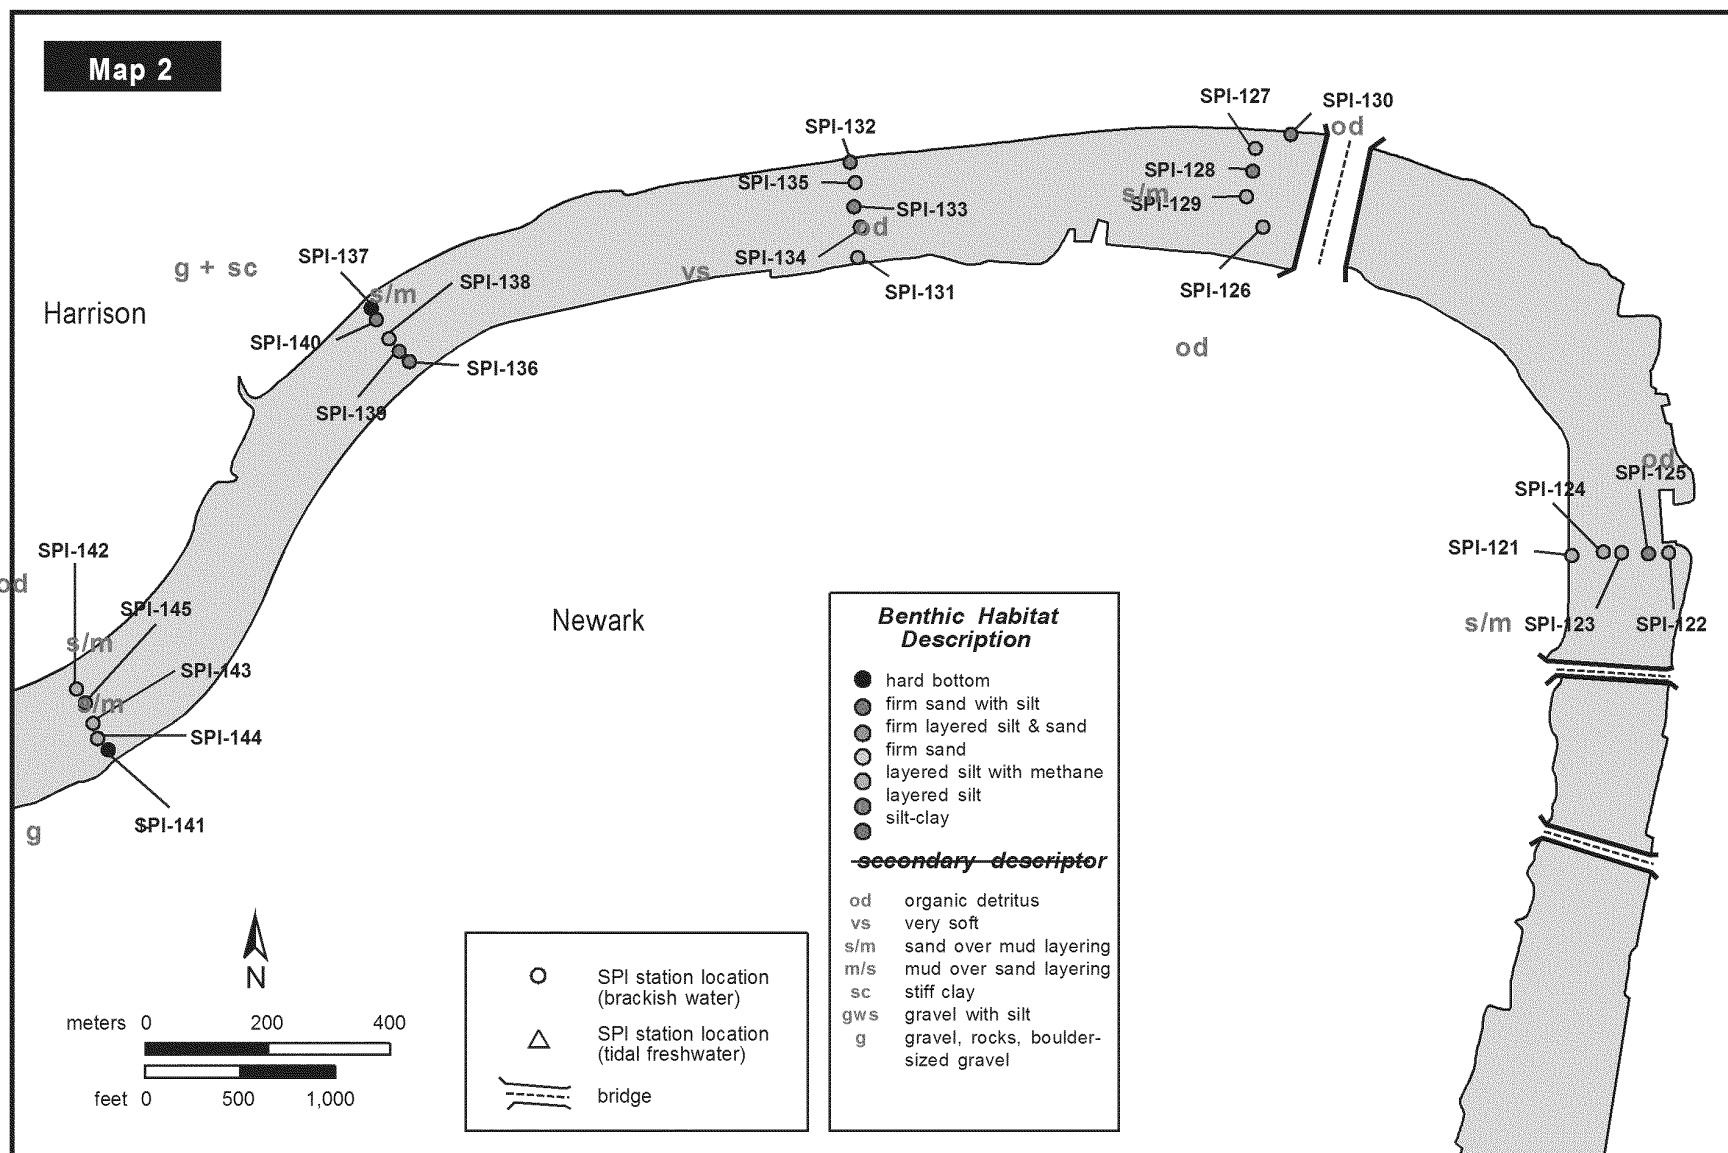 Map 2
SPI-127
SPI-130
od
SPI-132
SPI-128
SPI-135
s/m
SPI-129
SPI-133
od
SPI-134
vs
SPI-131
SPI-126
SPI-137
g + sc
SPI-138
s/m
Harrison
SPI-140
SPI-136
od
SPI-139
od
SPI-125
SPI-124
SPI-121
SPI-142
od
SPI-145
s/m
SPI-143
s/m
SPI-144
SPI-141
g
Newark
s/m
SPI-123
SPI-122
Benthic Habitat
Description
hard bottom
firm sand with silt
firm layered silt & sand
firm sand
layered silt with methane
layered silt
silt-clay
secondary descriptor
od organic detritus
vs very soft
s/m sand over mud layering
m/s mud over sand layering
sc stiff clay
gws gravel with silt
g gravel, rocks, boulder-
sized gravel
SPI station location
(brackish water)
SPI station location
(tidal freshwater)
bridge
N
meters 0 200 400
feet 0 500 1,000